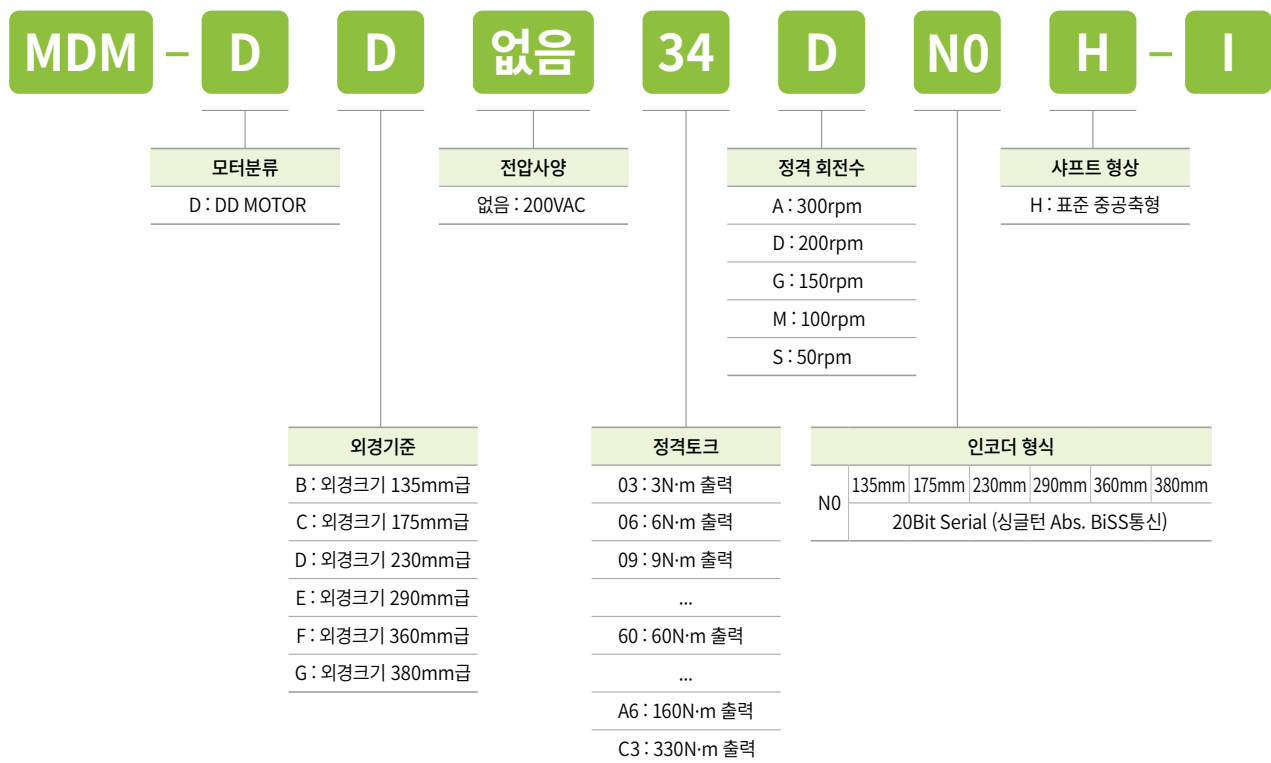 MDM – D D 없음 34 D N0 H – I
모터분류
D : DD MOTOR
전압사양
없음 : 200VAC
정격 회전수
A : 300rpm
D : 200rpm
G : 150rpm
M : 100rpm
S : 50rpm
샤프트 형상
H : 표준 중공축형
외경기준
B : 외경크기 135mm급
C : 외경크기 175mm급
D : 외경크기 230mm급
E : 외경크기 290mm급
F : 외경크기 360mm급
G : 외경크기 380mm급
정격토크
03 : 3N·m 출력
06 : 6N·m 출력
09 : 9N·m 출력
...
60 : 60N·m 출력
...
A6 : 160N·m 출력
C3 : 330N·m 출력
인코더 형식
N0
135mm 175mm 230mm 290mm 360mm 380mm
20Bit Serial (싱글턴 Abs. BiSS통신)